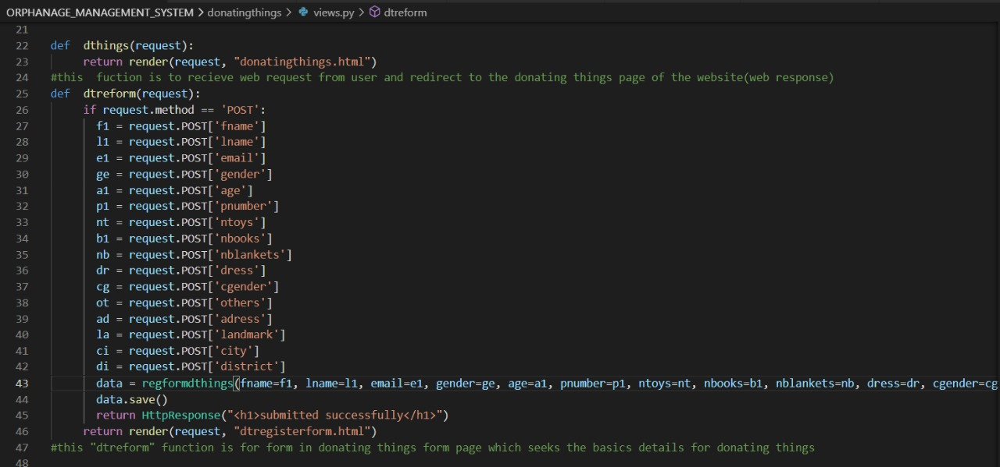 ORPHANAGE_MANAGEMENT_SYSTEM > donatingthings > views.py > dtreform
21
22 def dthings(request):
23 return render(request, "donatingthings.html")
24 #this fuction is to recieve web request from user and redirect to the donating things page of the website(web response)
25 def dtreform(request):
26 if request.method == 'POST':
27 f1 = request.POST['fname']
28 l1 = request.POST['lname']
29 e1 = request.POST['email']
30 ge = request.POST['gender']
31 a1 = request.POST['age']
32 p1 = request.POST['pnumber']
33 nt = request.POST['ntoys']
34 b1 = request.POST['nbooks']
35 nb = request.POST['nblankets']
36 dr = request.POST['dress']
37 cg = request.POST['cgender']
38 ot = request.POST['others']
39 ad = request.POST['adress']
40 la = request.POST['landmark']
41 ci = request.POST['city']
42 di = request.POST['district']
43 data = regformdthings(fname=f1, lname=l1, email=e1, gender=ge, age=a1, pnumber=p1, ntoys=nt, nbooks=b1, nblankets=nb, dress=dr, cgender=cg
44 data.save()
45 return HttpResponse("<h1>submitted successfully</h1>")
46 return render(request, "dtregisterform.html")
47 #this "dtreform" function is for form in donating things form page which seeks the basics details for donating things
48